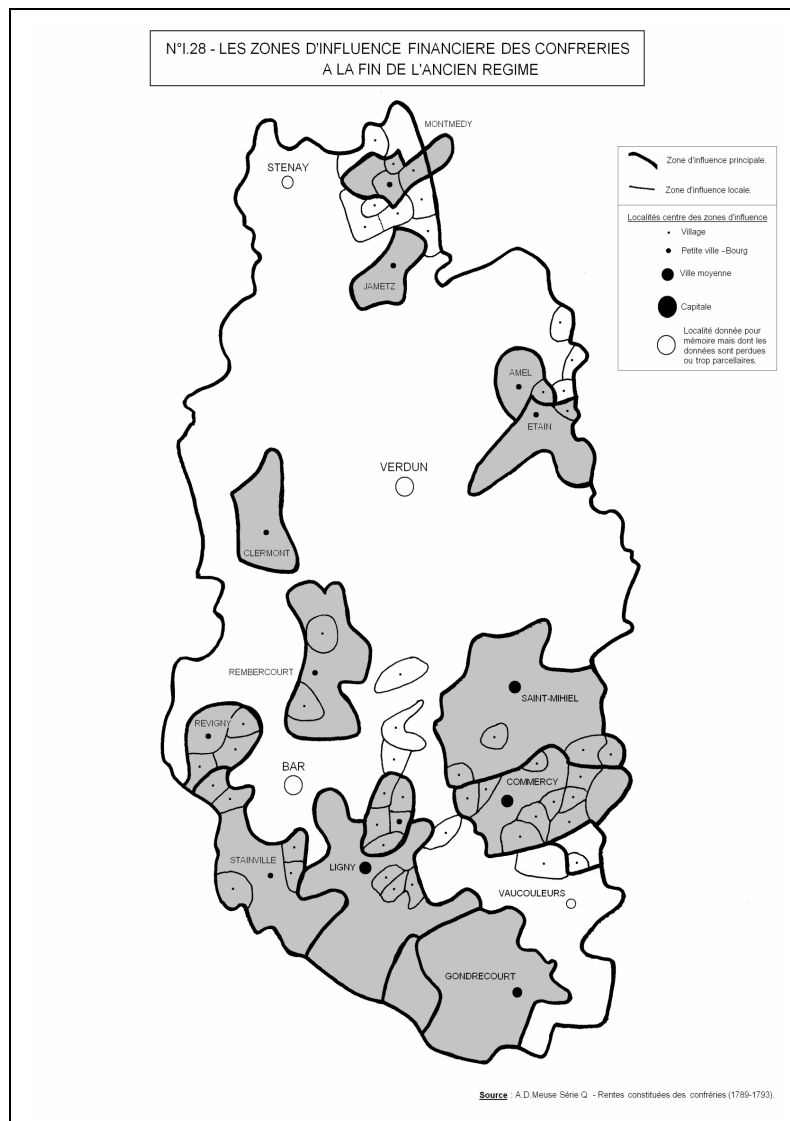 N°I.28 - LES ZONES D'INFLUENCE FINANCIERE DES CONFRERIES
A LA FIN DE L'ANCIEN REGIME
MONTMEDY
STENAY
JAMETZ
Zone d'influence principale.
Zone d'influence locale.
Localités centre des zones d'influence
Village
Petite ville - Bourg
Ville moyenne
Capitale
Localité donnée pour
mémoire mais dont les
données sont perdues
ou trop parcellaires.
AMEL
ETAIN
VERDUN
CLERMONT
REMBERCOURT
SAINT-MIHIEL
REVIGNY
BAR
COMMERCY
STAINVILLE
LIGNY
VAUCOULEURS
GONDRECOURT
Source : A.D.Meuse Série Q - Rentes constituées des confréries (1789-1793).